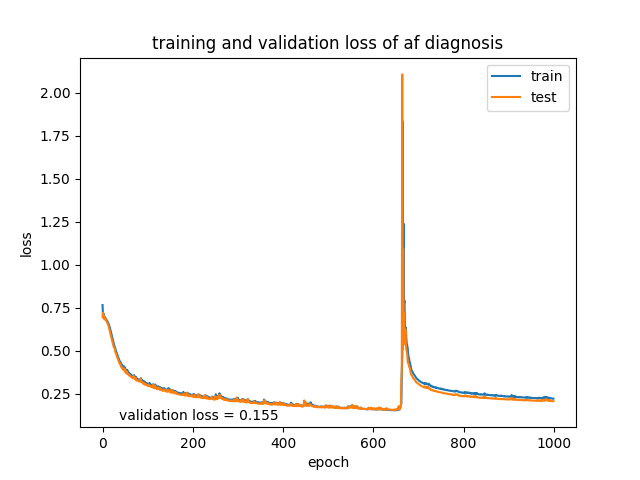 training and validation loss of af diagnosis
train
test
2.00
1.75
1.50
1.25
1.00
0.75
0.50
0.25
loss
validation loss = 0.155
0
200
400
600
800
1000
epoch